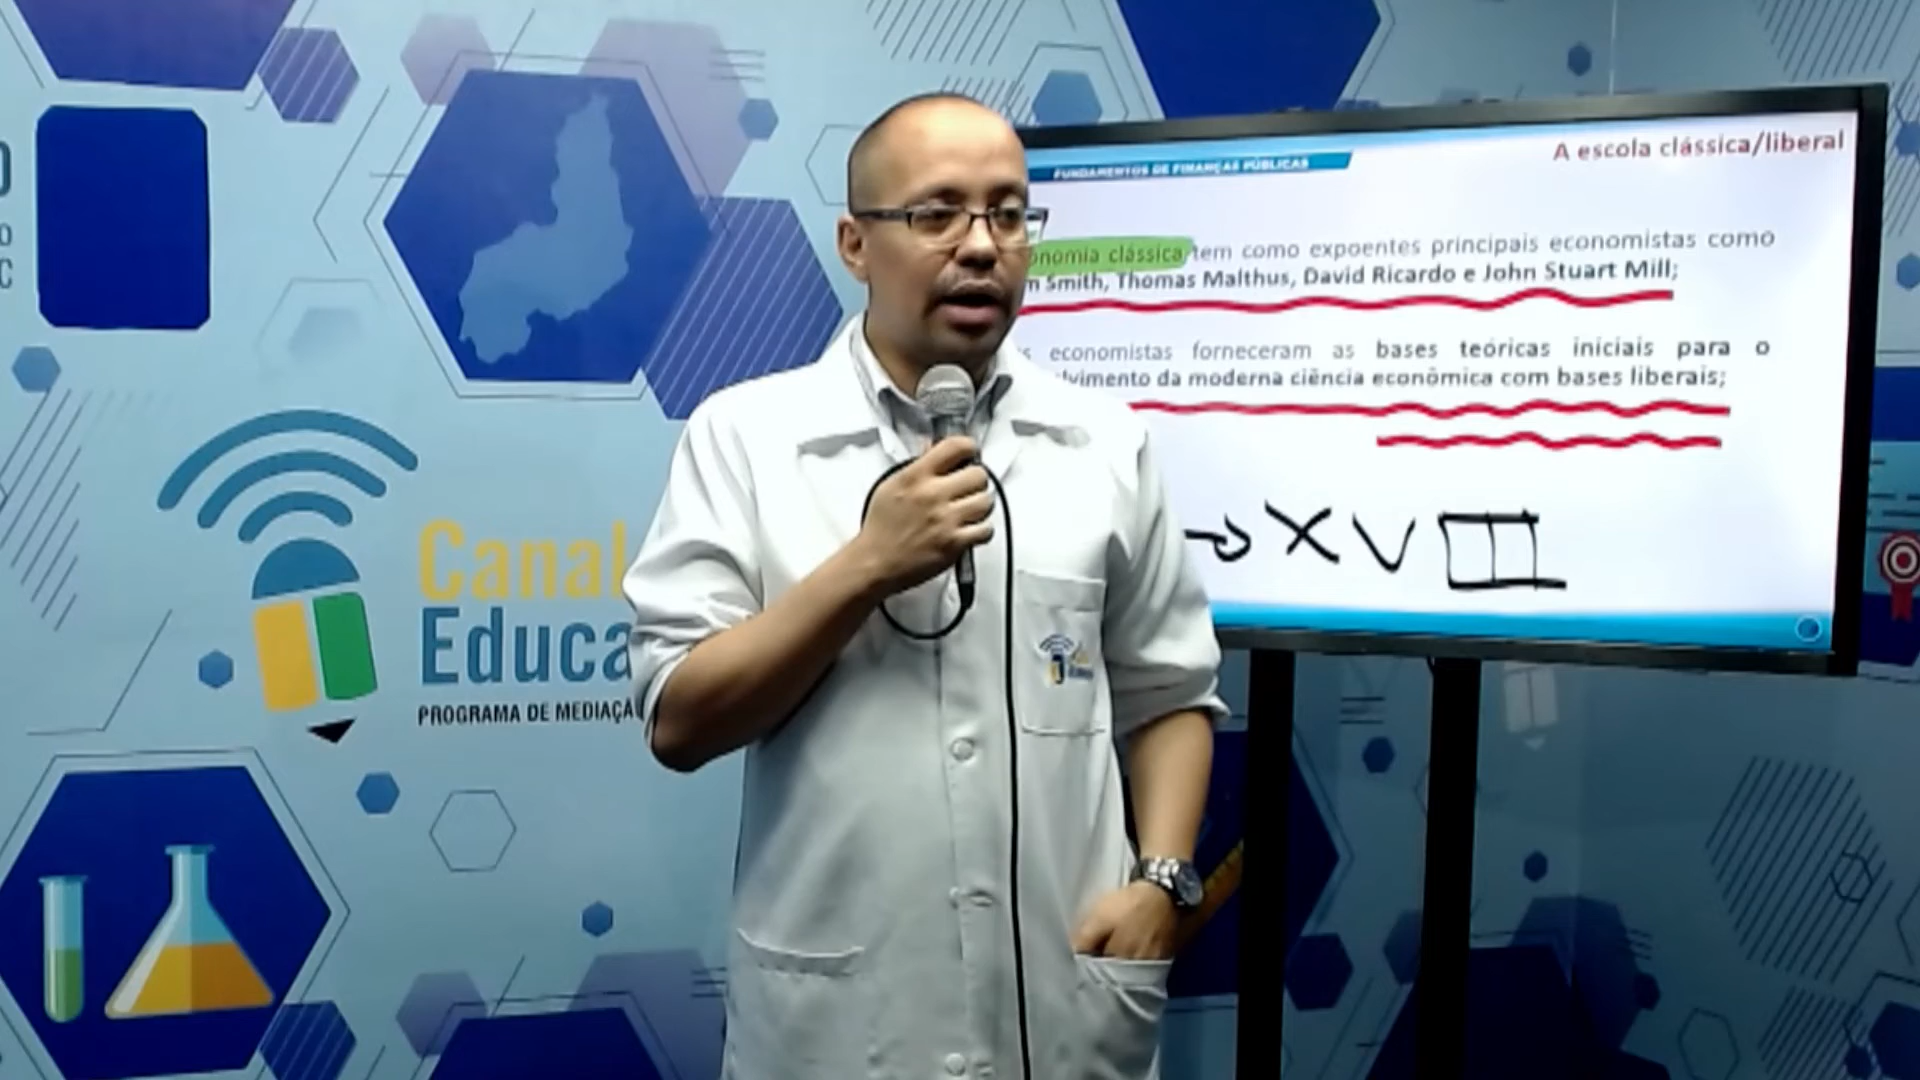 Canal
Educa
PROGRAMA DE MEDIAÇÃ
FUNDAMENTOS DE FINANÇAS PÚBLICAS
A escola clássica/liberal
onomia clássica tem como expoentes principais economistas como
m Smith, Thomas Malthus, David Ricardo e John Stuart Mill;
s economistas forneceram as bases teóricas iniciais para o
lvimento da moderna ciência econômica com bases liberais;
XVIII